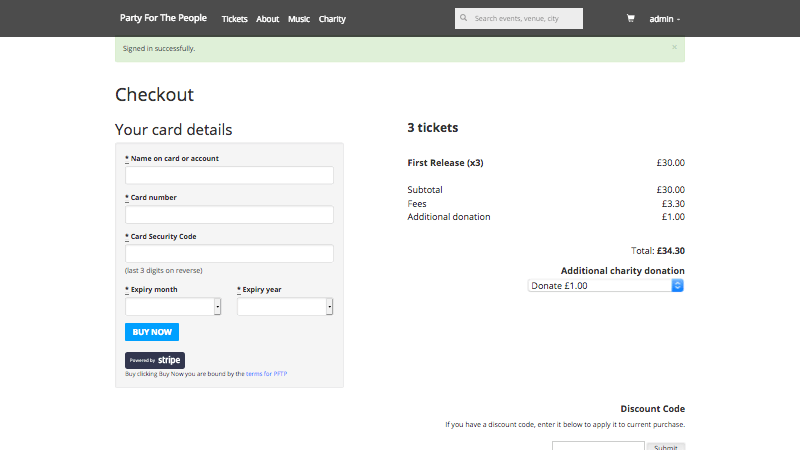 Party For The People Tickets About Music Charity Search events, venue, city admin
Signed in successfully. ×
Checkout
Your card details
* Name on card or account
* Card number
* Card Security Code
(last 3 digits on reverse)
* Expiry month * Expiry year
BUY NOW
Powered by stripe
Buy clicking Buy Now you are bound by the terms for PFTP
3 tickets
First Release (x3) £30.00
Subtotal £30.00
Fees £3.30
Additional donation £1.00
Total: £34.30
Additional charity donation
Donate £1.00
Discount Code
If you have a discount code, enter it below to apply it to current purchase.
Submit